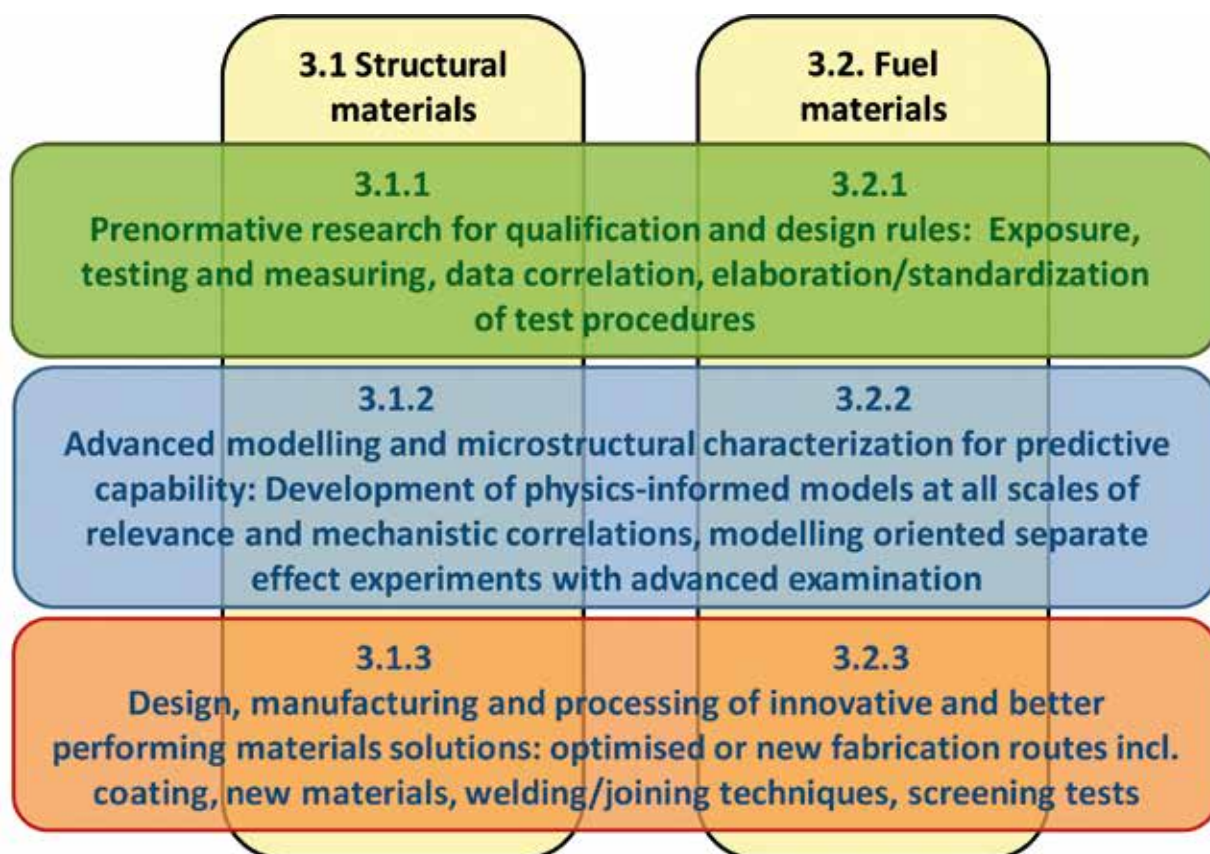 3.1 Structural
materials
3.2. Fuel
materials
3.1.1
3.2.1
Prenormative research for qualification and design rules:  Exposure,
testing and measuring, data correlation, elaboration/standardization
of test procedures
3.1.2
3.2.2
Advanced modelling and microstructural characterization for predictive
capability: Development of physics-informed models at all scales of
relevance and mechanistic correlations, modelling oriented separate
effect experiments with advanced examination
3.1.3
3.2.3
Design, manufacturing and processing of innovative and better
performing materials solutions: optimised or new fabrication routes incl.
coating, new materials, welding/joining techniques, screening tests